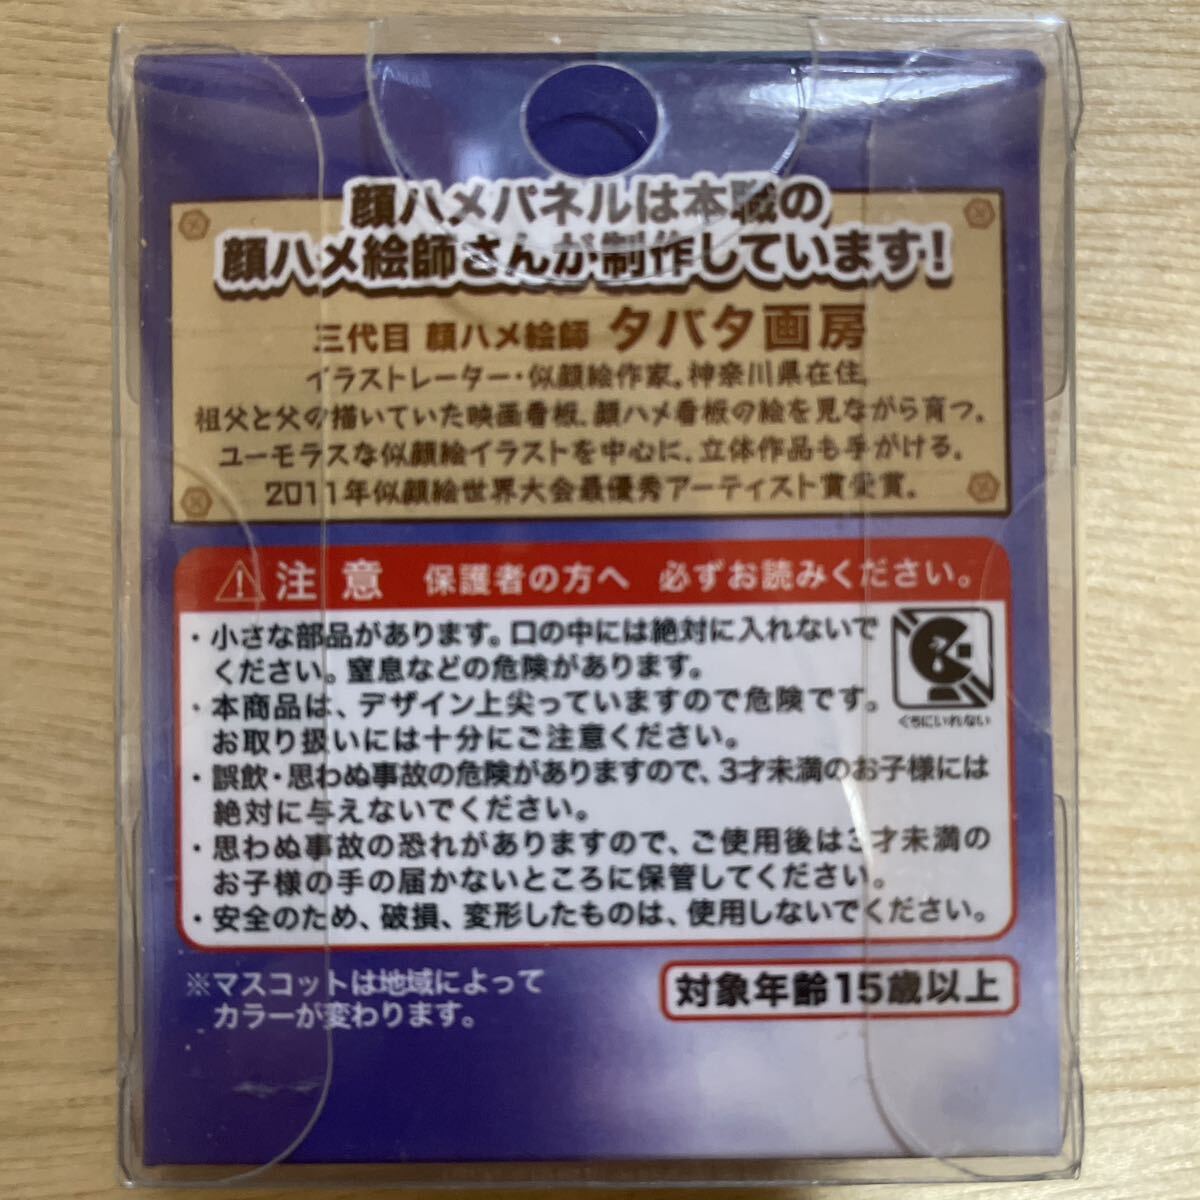 顔ハメパネルは本職の
顔ハメ絵師さんが制作しています!
三代目 顔ハメ絵師 タバタ画房
イラストレーター・似顔絵作家。神奈川県在住。
祖父と父の描いていた映画看板、顔ハメ看板の絵を見ながら育つ。
ユーモラスな似顔絵イラストを中心に、立体作品も手がける。
2011年似顔絵世界大会最優秀アーティスト賞受賞。
注意 保護者の方へ 必ずお読みください。
・小さな部品があります。口の中には絶対に入れないで
ください。窒息などの危険があります。
・本商品は、デザイン上尖っていますので危険です。
お取り扱いには十分にご注意ください。
くちにいれない
・誤飲・思わぬ事故の危険がありますので、3才未満のお子様には
絶対に与えないでください。
・思わぬ事故の恐れがありますので、ご使用後は3才未満の
お子様の手の届かないところに保管してください。
・安全のため、破損、変形したものは、使用しないでください。
※マスコットは地域によって
カラーが変わります。
対象年齢15歳以上